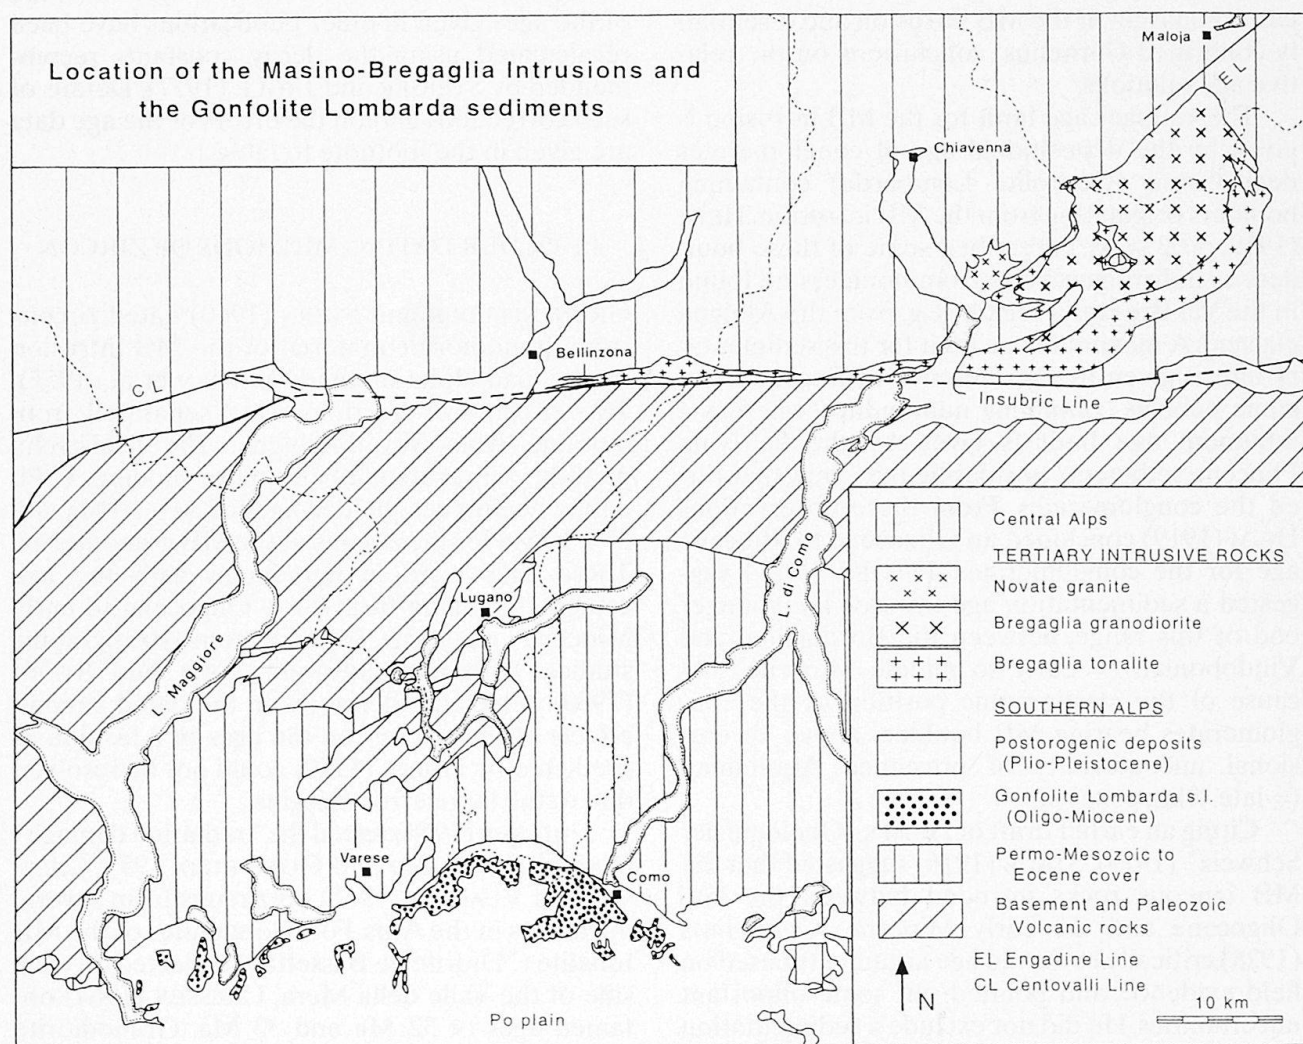 Location of the Masino-Bregaglia Intrusions and
the Gonfolite Lombarda sediments
Maloja
E L
Chiavenna
Bellinzona
C L
Insubric Line
L. di Como
Lugano
L. Maggiore
Varese
Como
Po plain
Central Alps
TERTIARY INTRUSIVE ROCKS
Novate granite
Bregaglia granodiorite
Bregaglia tonalite
SOUTHERN ALPS
Postorogenic deposits
(Plio-Pleistocene)
Gonfolite Lombarda s.l.
(Oligo-Miocene)
Permo-Mesozoic to
Eocene cover
Basement and Paleozoic
Volcanic rocks
EL Engadine Line
CL Centovalli Line
N
10 km